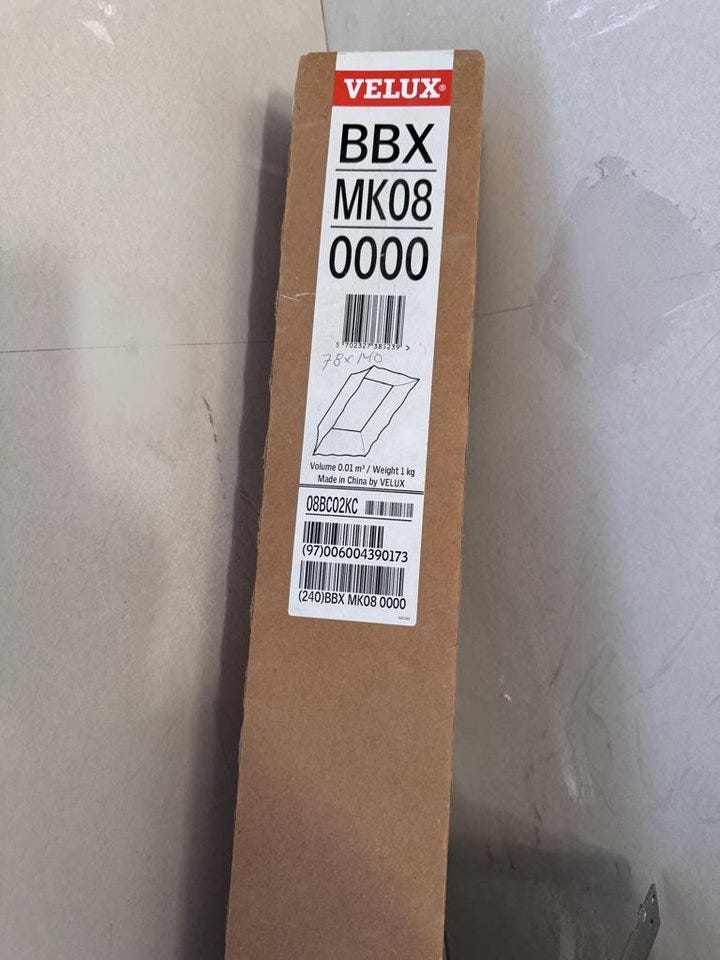 VELUX®
BBX
MK08
0000
5 702327 385239 >
78x140
Volume 0.01 m³ / Weight 1 kg
Made in China by VELUX
08BC02KC
(97)006004390173
(240)BBX MK08 0000